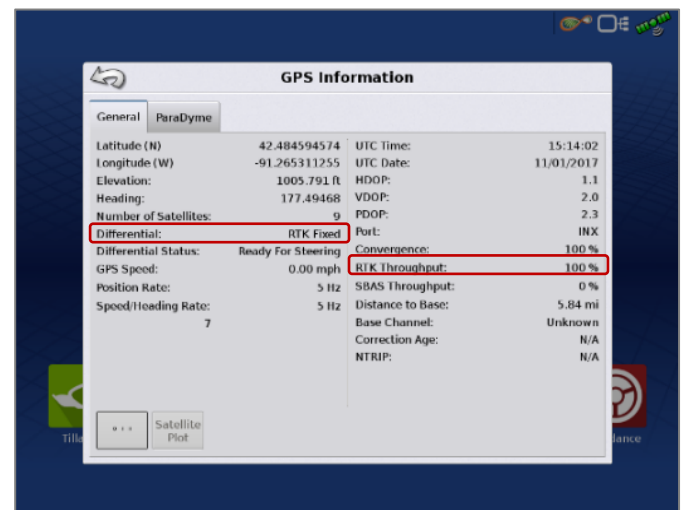 GPS Information
General ParaDyme
Latitude (N) 42.484594574
Longitude (W) -91.265311255
Elevation: 1005.791 ft
Heading: 177.49468
Number of Satellites: 9
Differential: RTK Fixed
Differential Status: Ready For Steering
GPS Speed: 0.00 mph
Position Rate: 5 Hz
Speed/Heading Rate: 5 Hz
7
UTC Time: 15:14:02
UTC Date: 11/01/2017
HDOP: 1.1
VDOP: 2.0
PDOP: 2.3
Port: INX
Convergence: 100 %
RTK Throughput: 100 %
SBAS Throughput: 0 %
Distance to Base: 5.84 mi
Base Channel: Unknown
Correction Age: N/A
NTRIP: N/A
Satellite
Plot
Tilla
dance